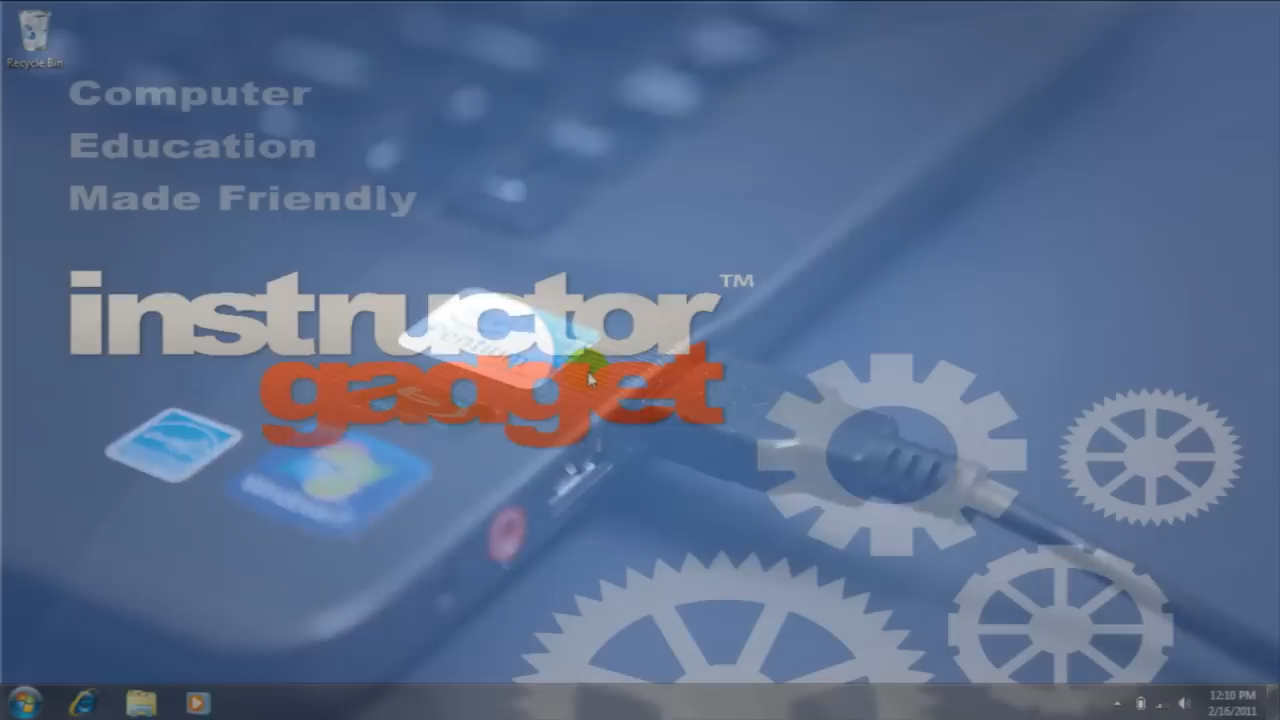 Recycle Bin
Computer
Education
Made Friendly
instructor™
gadget
12:10 PM
2/16/2011